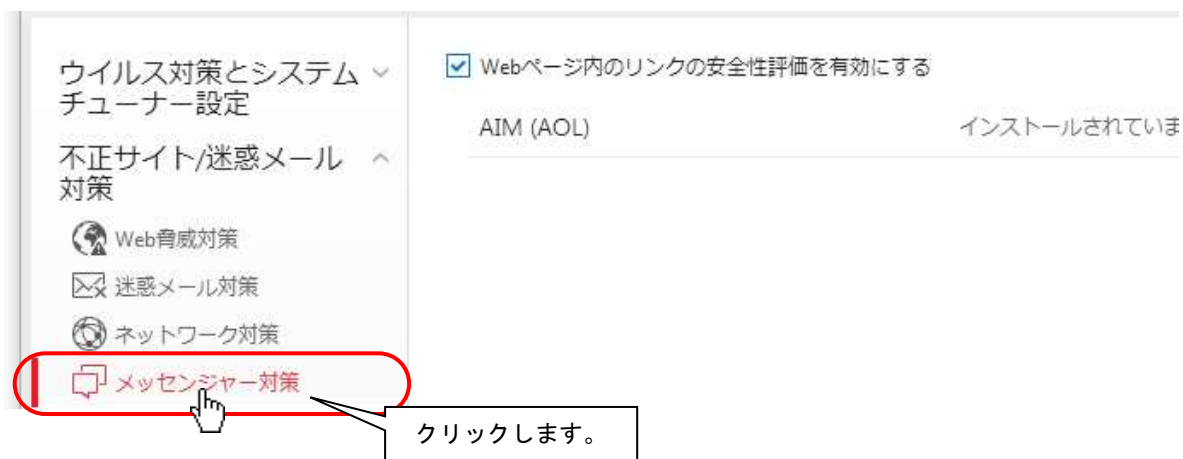 ウイルス対策とシステム
チューナー設定
不正サイト/迷惑メール
対策
Web脅威対策
迷惑メール対策
ネットワーク対策
メッセンジャー対策
Webページ内のリンクの安全性評価を有効にする
AIM (AOL) インストールされていま
クリックします。